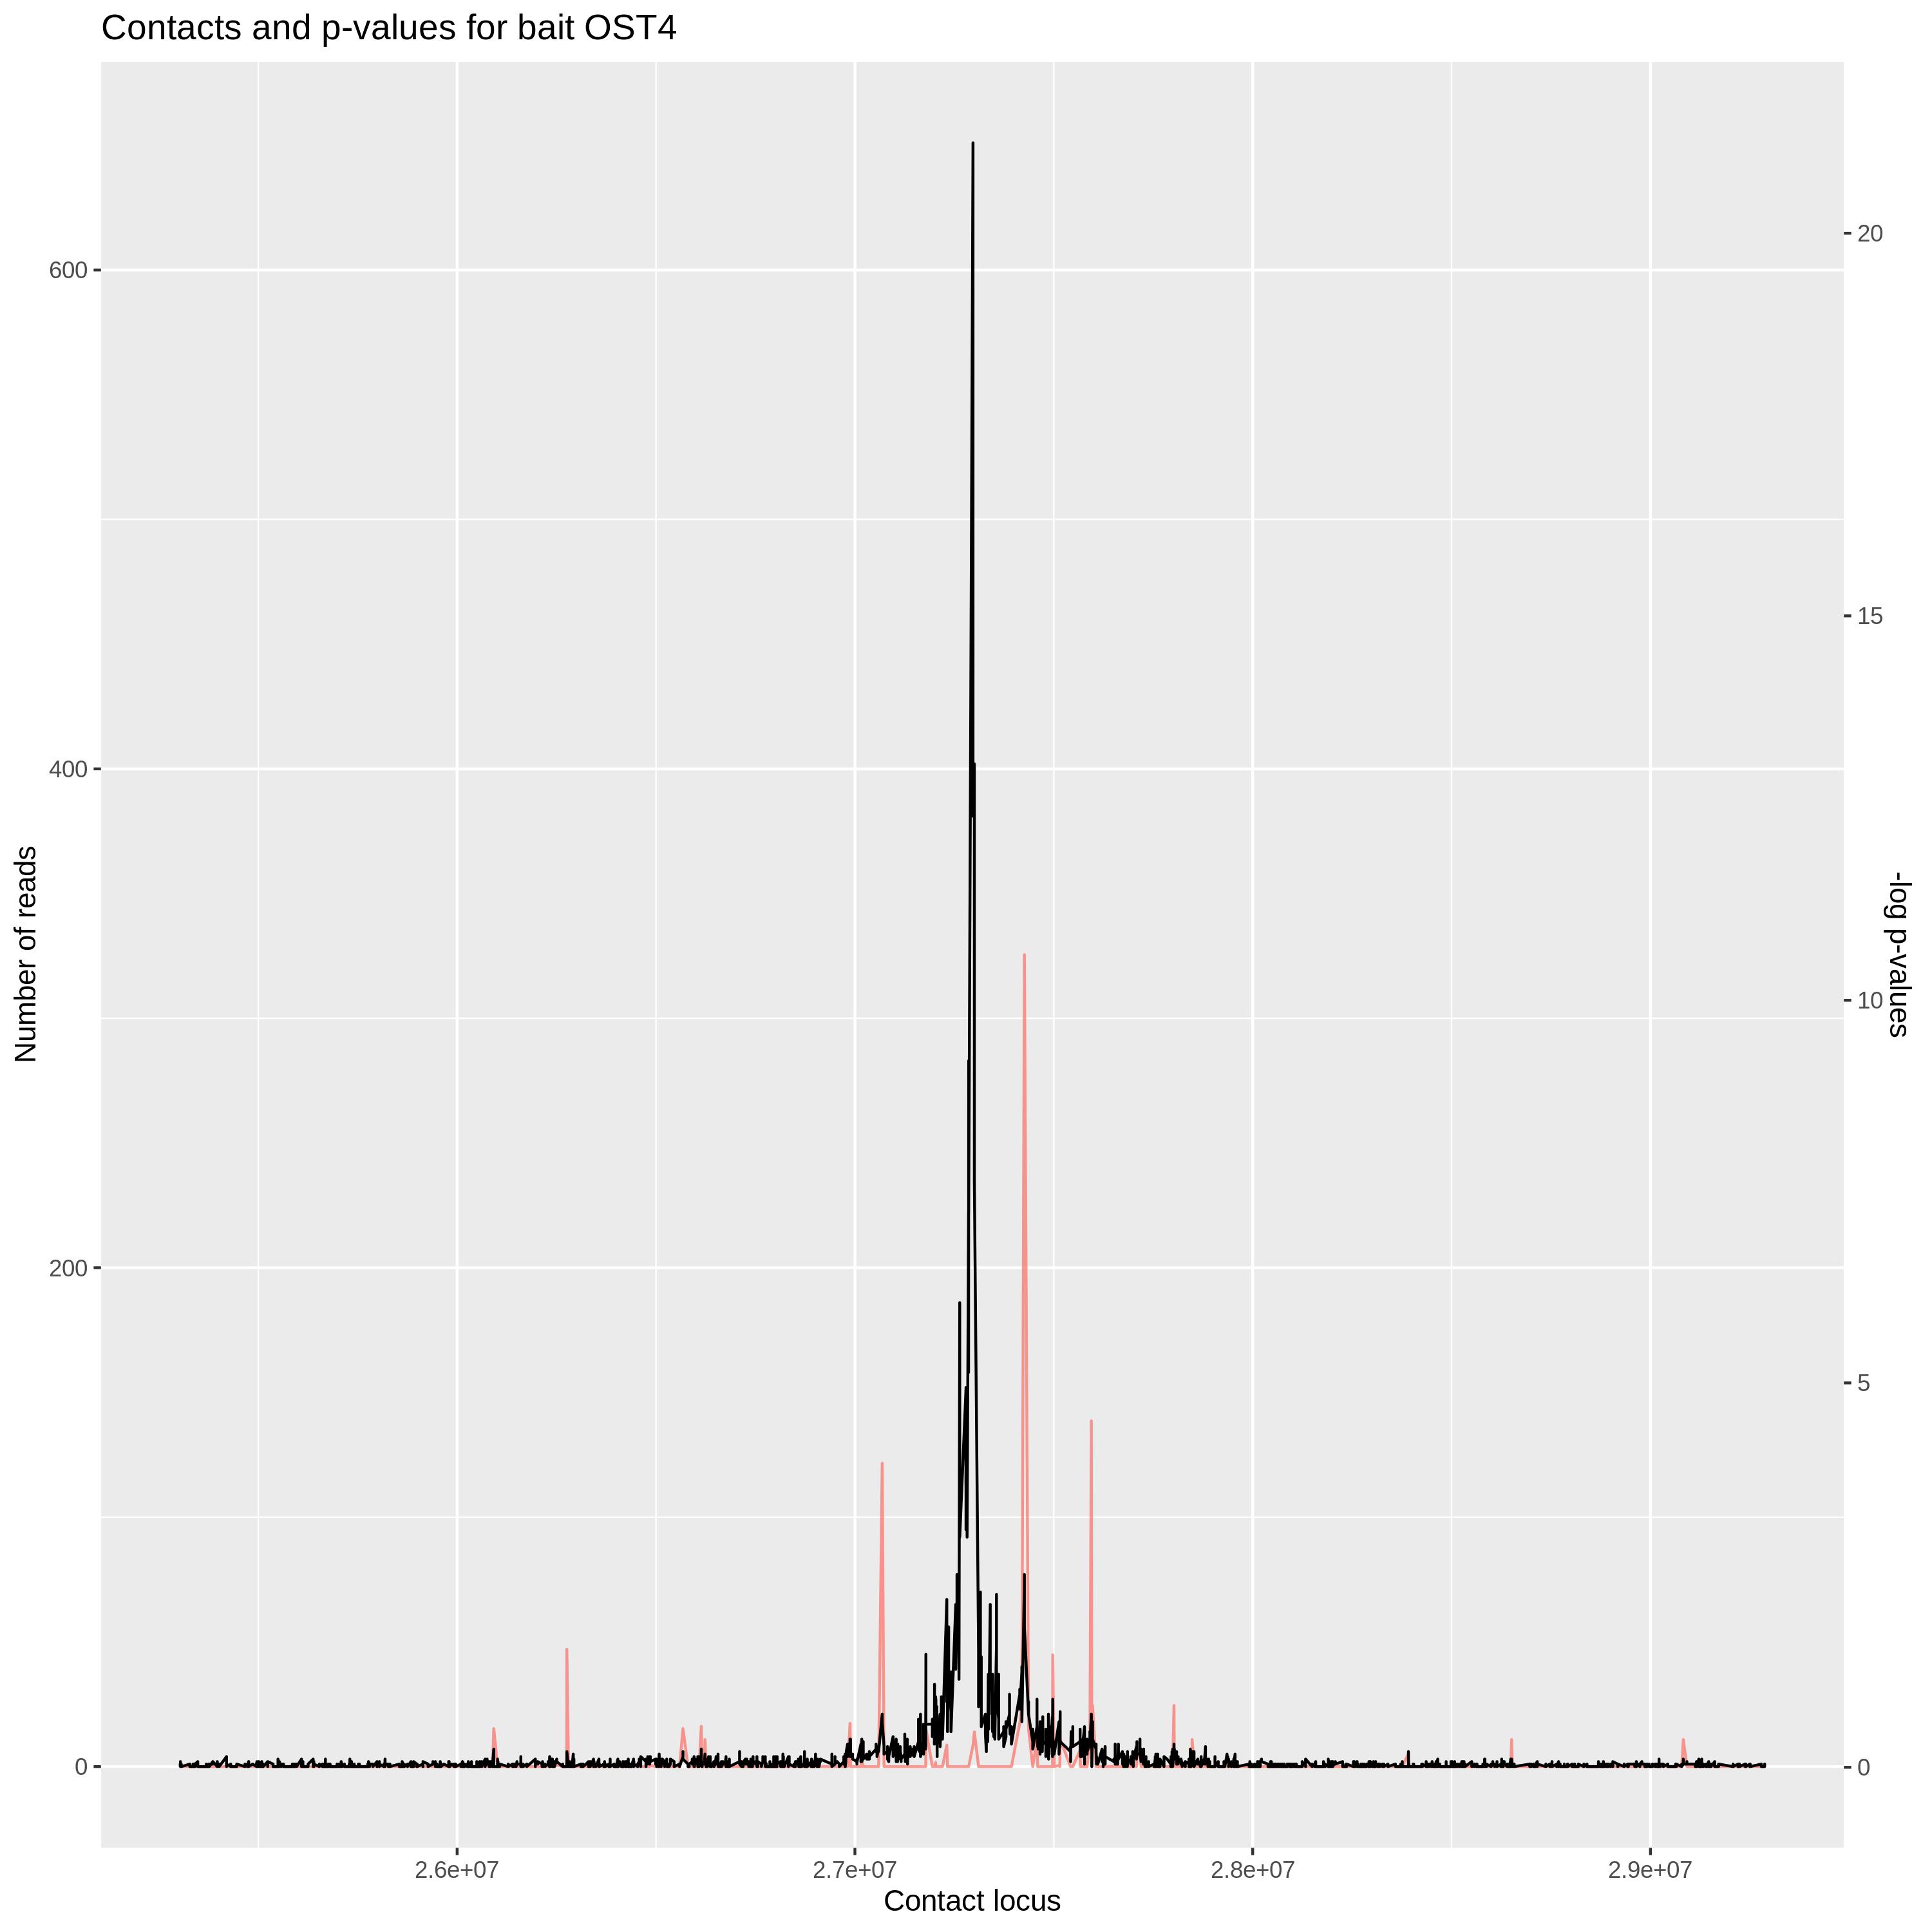 Contacts and p-values for bait OST4
Number of reads
600
400
200
0
20
15
10
5
0
-log p-values
2.6e+07
2.7e+07
2.8e+07
2.9e+07
Contact locus